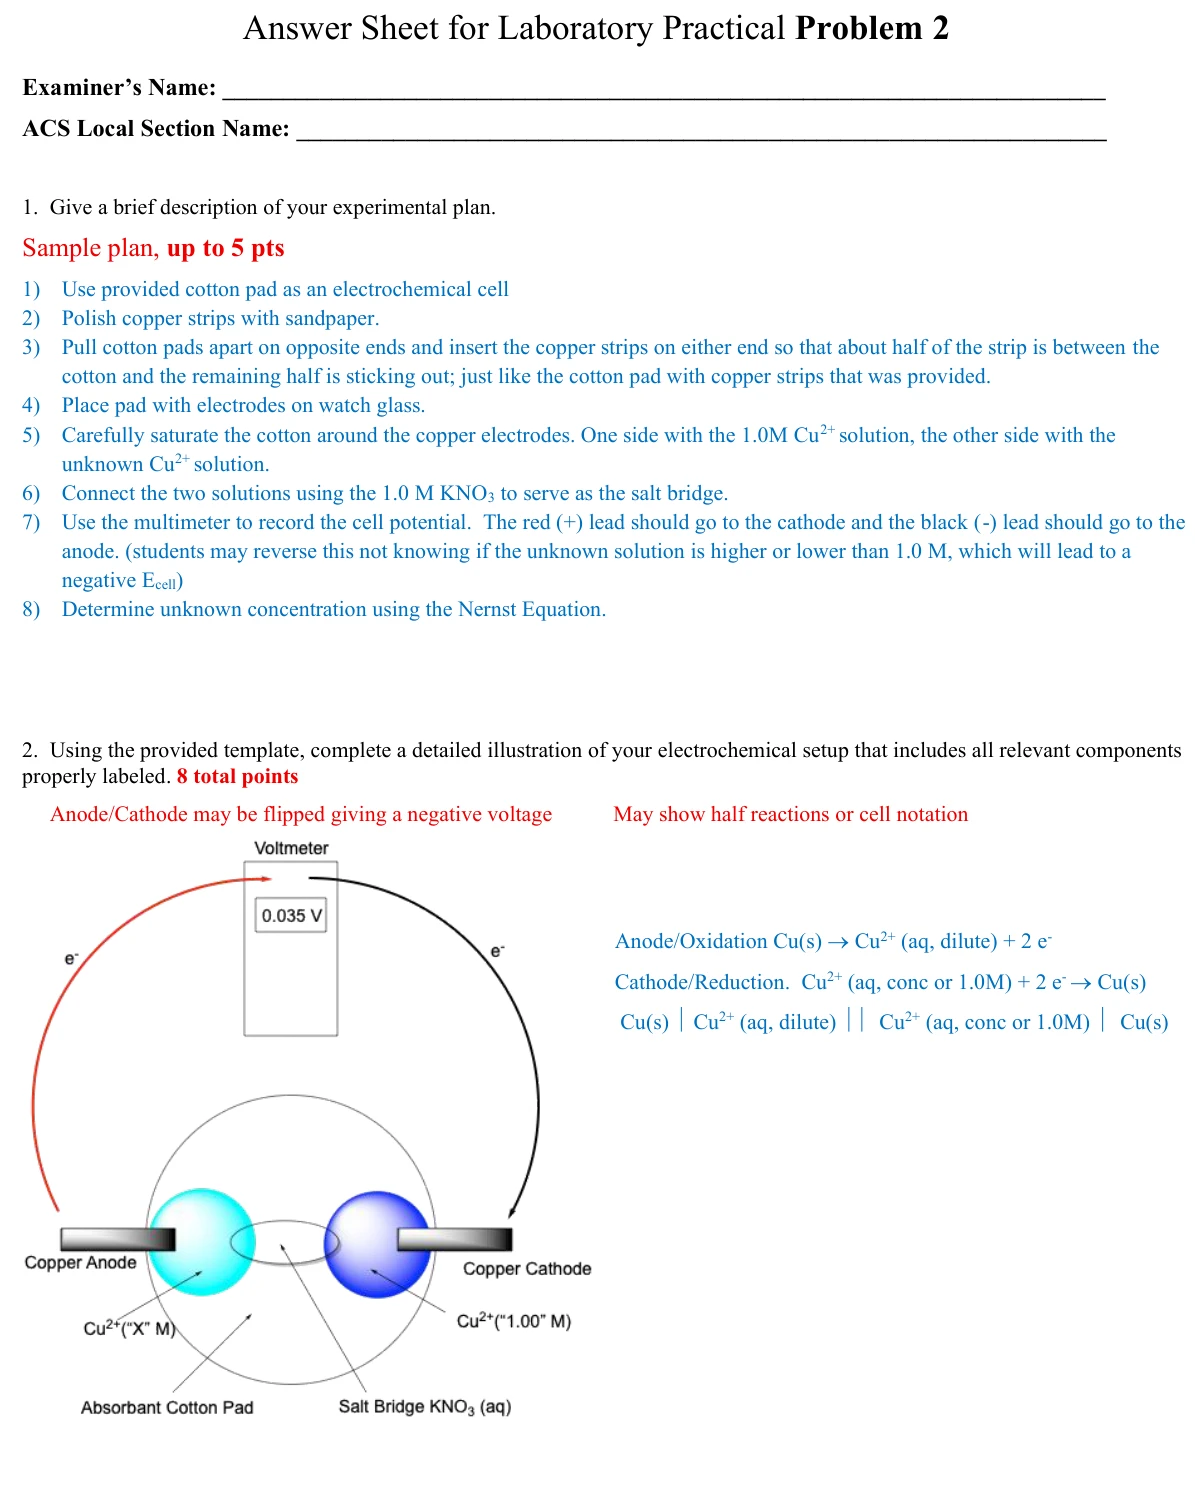 Answer Sheet for Laboratory Practical Problem 2
Examiner's Name:
ACS Local Section Name:
1. Give a brief description of your experimental plan.
Sample plan, up to 5 pts
1) Use provided cotton pad as an electrochemical cell
2) Polish copper strips with sandpaper.
3) Pull cotton pads apart on opposite ends and insert the copper strips on either end so that about half of the strip is between the
cotton and the remaining half is sticking out; just like the cotton pad with copper strips that was provided.
4) Place pad with electrodes on watch glass.
5) Carefully saturate the cotton around the copper electrodes. One side with the 1.0M Cu²⁺ solution, the other side with the
unknown Cu²⁺ solution.
6) Connect the two solutions using the 1.0 M KNO₃ to serve as the salt bridge.
7) Use the multimeter to record the cell potential. The red (+) lead should go to the cathode and the black (-) lead should go to the
anode. (students may reverse this not knowing if the unknown solution is higher or lower than 1.0 M, which will lead to a
negative Ecell)
8) Determine unknown concentration using the Nernst Equation.
2. Using the provided template, complete a detailed illustration of your electrochemical setup that includes all relevant components
properly labeled. 8 total points
Anode/Cathode may be flipped giving a negative voltage
May show half reactions or cell notation
Voltmeter
0.035 V
e⁻
e⁻
Anode/Oxidation Cu(s) → Cu²⁺ (aq, dilute) + 2 e⁻
Cathode/Reduction. Cu²⁺ (aq, conc or 1.0M) + 2 e⁻ → Cu(s)
Cu(s) | Cu²⁺ (aq, dilute) || Cu²⁺ (aq, conc or 1.0M) | Cu(s)
Copper Anode
Copper Cathode
Cu²⁺("X" M)
Cu²⁺("1.00" M)
Absorbant Cotton Pad
Salt Bridge KNO₃ (aq)